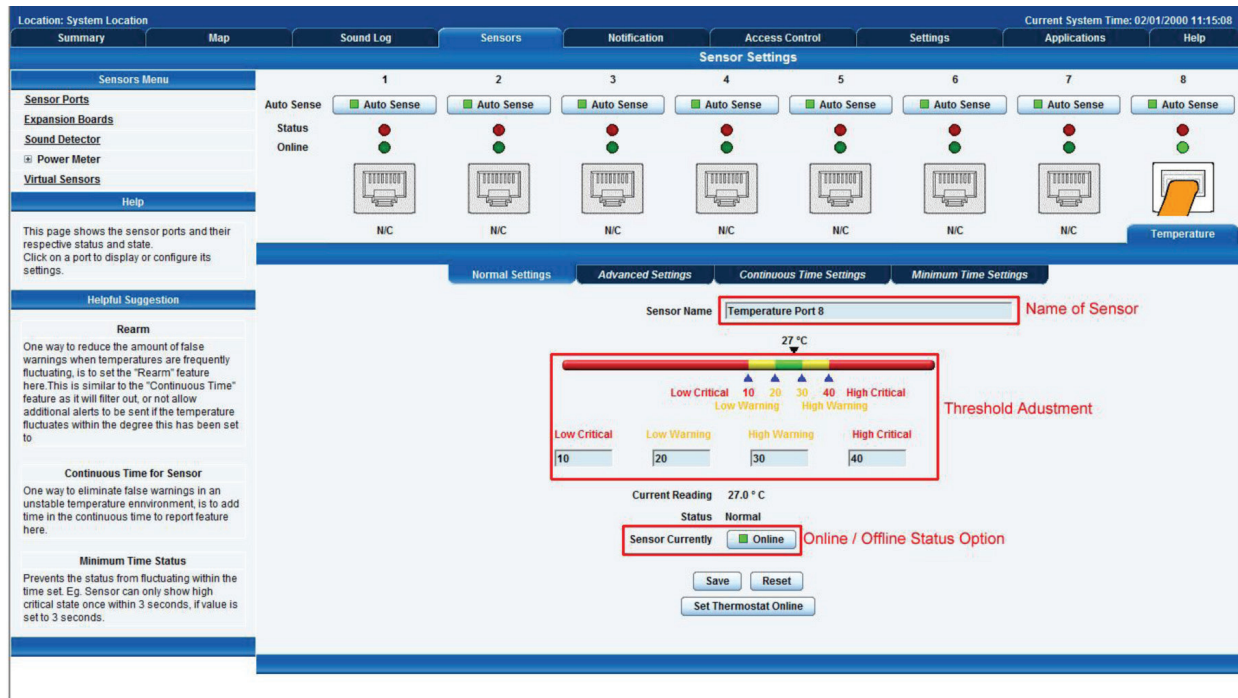 Location: System Location
Current System Time: 02/01/2000 11:15:08
Summary Map Sound Log Sensors Notification Access Control Settings Applications Help
Sensor Settings
Sensors Menu
Sensor Ports
Expansion Boards
Sound Detector
Power Meter
Virtual Sensors
Help
This page shows the sensor ports and their
respective status and state.
Click on a port to display or configure its
settings.
Helpful Suggestion
Rearm
One way to reduce the amount of false
warnings when temperatures are frequently
fluctuating, is to set the "Rearm" feature
here.This is similar to the "Continuous Time"
feature as it will filter out, or not allow
additional alerts to be sent if the temperature
fluctuates within the degree this has been set
to
Continuous Time for Sensor
One way to eliminate false warnings in an
unstable temperature ennvironment, is to add
time in the continuous time to report feature
here.
Minimum Time Status
Prevents the status from fluctuating within the
time set. Eg. Sensor can only show high
critical state once within 3 seconds, if value is
set to 3 seconds.
1 2 3 4 5 6 7 8
Auto Sense Auto Sense Auto Sense Auto Sense Auto Sense Auto Sense Auto Sense Auto Sense Auto Sense
Status
Online
N/C N/C N/C N/C N/C N/C N/C Temperature
Normal Settings Advanced Settings Continuous Time Settings Minimum Time Settings
Sensor Name Temperature Port 8 Name of Sensor
27 °C
Low Critical 10 20 30 40 High Critical
Low Warning High Warning
Threshold Adustment
Low Critical Low Warning High Warning High Critical
10 20 30 40
Current Reading 27.0 ° C
Status Normal
Sensor Currently Online Online / Offline Status Option
Save Reset
Set Thermostat Online